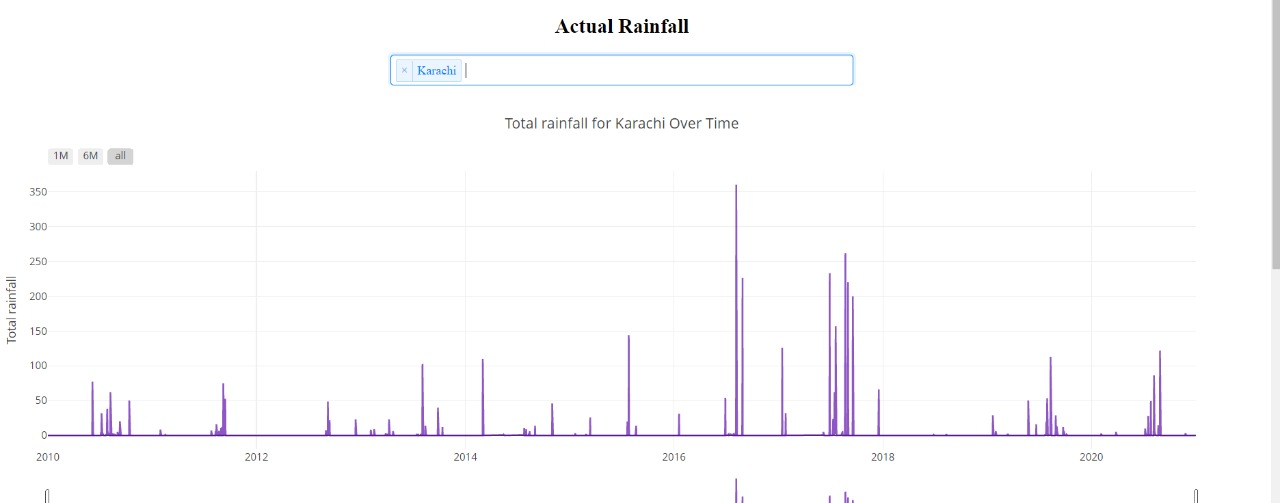 Actual Rainfall
× Karachi
Total rainfall for Karachi Over Time
1M 6M all
350
300
250
200
150
100
50
0
Total rainfall
2010 2012 2014 2016 2018 2020